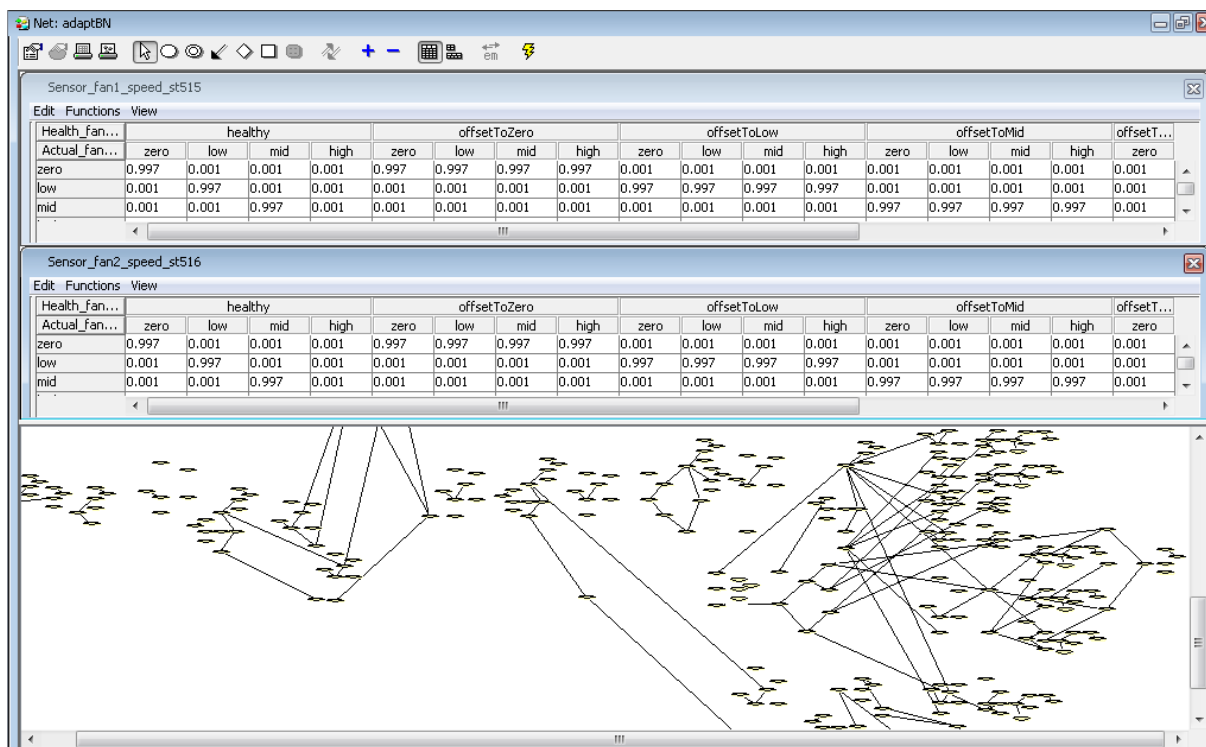 Net: adaptBN
em
Sensor_fan1_speed_st515
Edit Functions View
Health_fan... healthy offsetToZero offsetToLow offsetToMid offsetT...
Actual_fan... zero low mid high zero low mid high zero low mid high zero low mid high zero
zero 0.997 0.001 0.001 0.001 0.997 0.997 0.997 0.997 0.001 0.001 0.001 0.001 0.001 0.001 0.001 0.001 0.001
low 0.001 0.997 0.001 0.001 0.001 0.001 0.001 0.001 0.997 0.997 0.997 0.997 0.001 0.001 0.001 0.001 0.001
mid 0.001 0.001 0.997 0.001 0.001 0.001 0.001 0.001 0.001 0.001 0.001 0.001 0.997 0.997 0.997 0.997 0.001
Sensor_fan2_speed_st516
Edit Functions View
Health_fan... healthy offsetToZero offsetToLow offsetToMid offsetT...
Actual_fan... zero low mid high zero low mid high zero low mid high zero low mid high zero
zero 0.997 0.001 0.001 0.001 0.997 0.997 0.997 0.997 0.001 0.001 0.001 0.001 0.001 0.001 0.001 0.001 0.001
low 0.001 0.997 0.001 0.001 0.001 0.001 0.001 0.001 0.997 0.997 0.997 0.997 0.001 0.001 0.001 0.001 0.001
mid 0.001 0.001 0.997 0.001 0.001 0.001 0.001 0.001 0.001 0.001 0.001 0.001 0.997 0.997 0.997 0.997 0.001